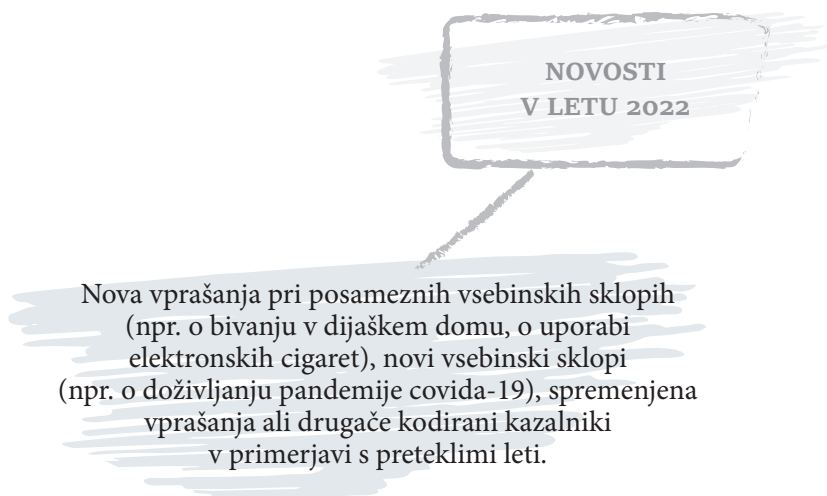 NOVOSTI
V LETU 2022
Nova vprašanja pri posameznih vsebinskih sklopih
(npr. o bivanju v dijaškem domu, o uporabi
elektronskih cigaret), novi vsebinski sklopi
(npr. o doživljanju pandemije covida-19), spremenjena
vprašanja ali drugače kodirani kazalniki
v primerjavi s preteklimi leti.